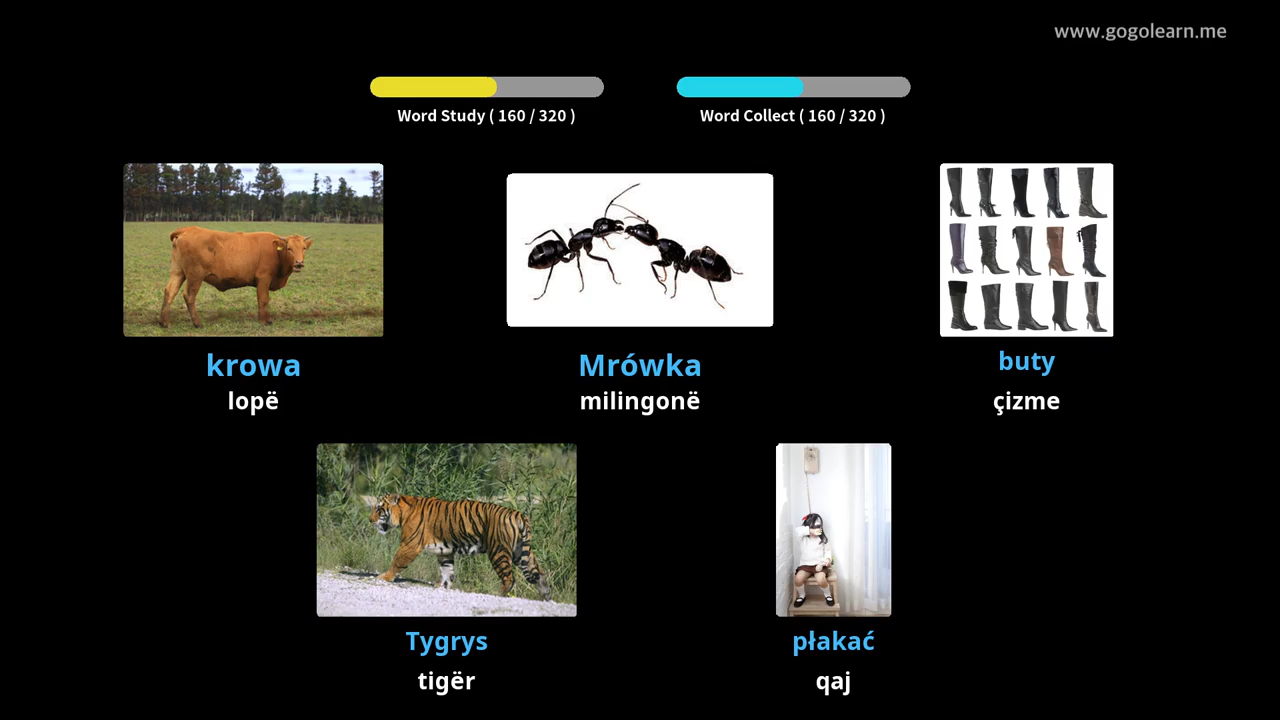 www.gogolearn.me
Word Study ( 160 / 320 )
Word Collect ( 160 / 320 )
krowa
lopë
Mrówka
milingonë
buty
çizme
Tygrys
tigër
płakać
qaj